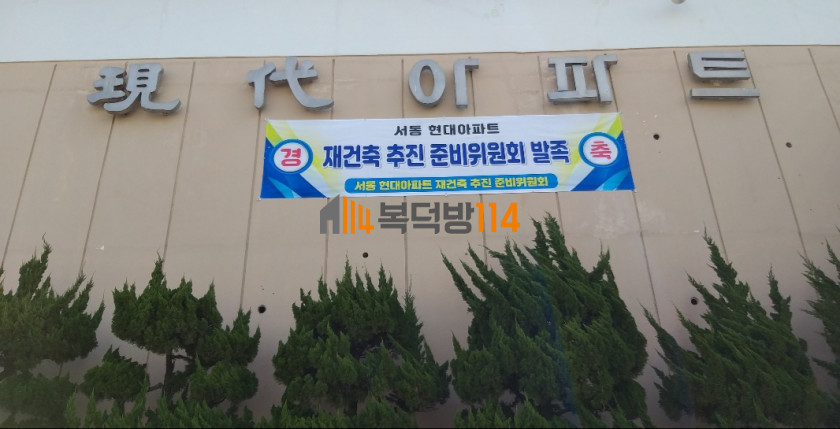 現代아파트
서동 현대아파트
경 재건축 추진 준비위원회 발족 축
서동 현대아파트 재건축 추진 준비위원회
복덕방114